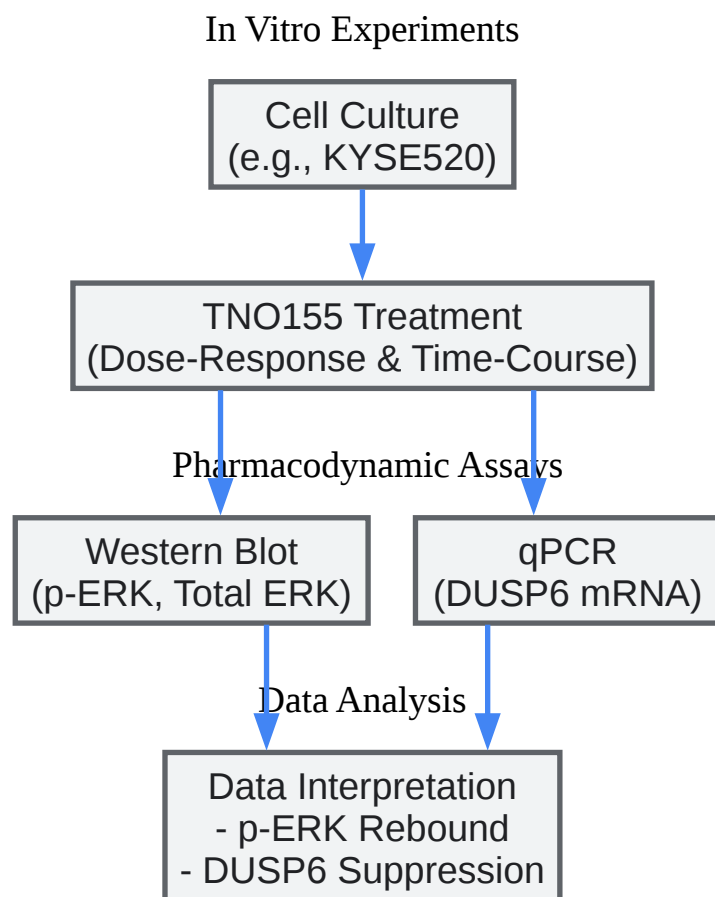 In Vitro Experiments
Cell Culture
(e.g., KYSE520)
TNO155 Treatment
(Dose-Response & Time-Course)
Pharmacodynamic Assays
Western Blot
(p-ERK, Total ERK)
qPCR
(DUSP6 mRNA)
Data Analysis
Data Interpretation
- p-ERK Rebound
- DUSP6 Suppression